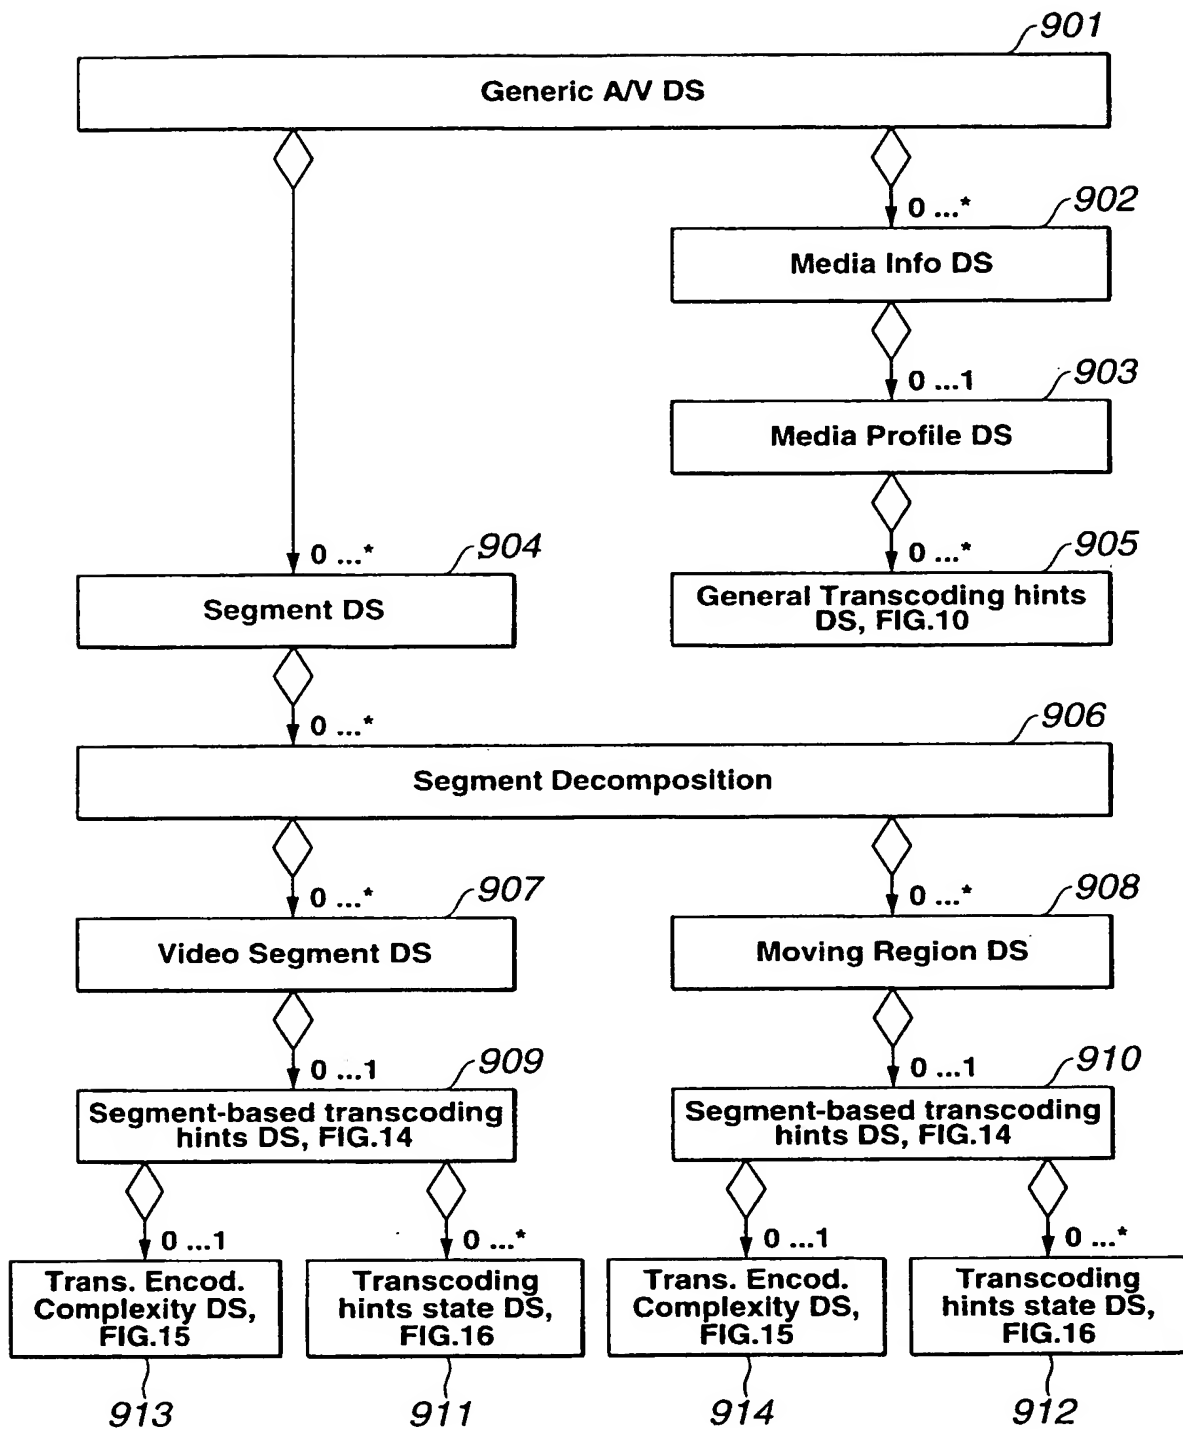 901
Generic A/V DS
0 ...*
902
Media Info DS
0 ...1
903
Media Profile DS
0 ...*
904
0 ...*
905
Segment DS
General Transcoding hints
DS, FIG.10
0 ...*
906
Segment Decomposition
0 ...*
907
0 ...*
908
Video Segment DS
Moving Region DS
0 ...1
909
0 ...1
910
Segment-based transcoding
hints DS, FIG.14
Segment-based transcoding
hints DS, FIG.14
0 ...1
0 ...*
0 ...1
0 ...*
Trans. Encod.
Complexity DS,
FIG.15
Transcoding
hints state DS,
FIG.16
Trans. Encod.
Complexity DS,
FIG.15
Transcoding
hints state DS,
FIG.16
913
911
914
912